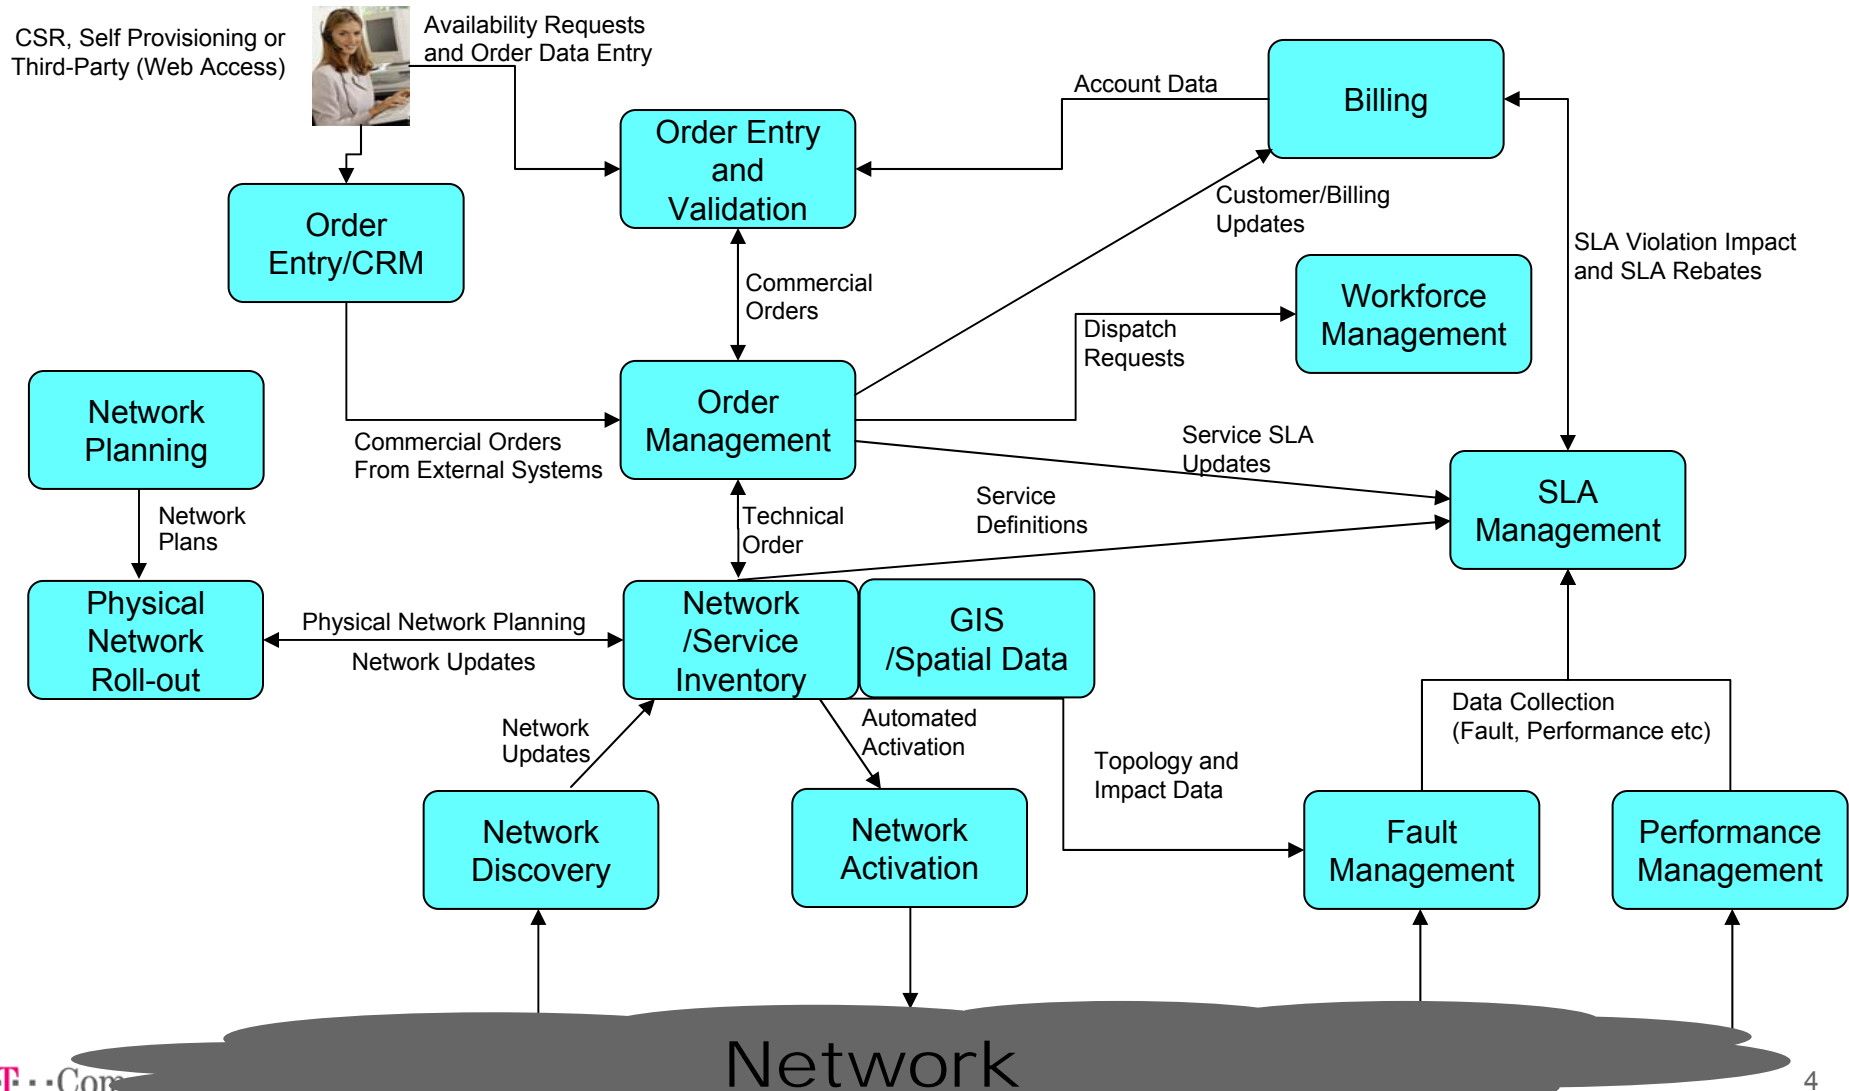 CSR, Self Provisioning or
Third-Party (Web Access)
Availability Requests
and Order Data Entry
Account Data
Billing
Order Entry
and
Validation
Order
Entry/CRM
Customer/Billing
Updates
SLA Violation Impact
and SLA Rebates
Commercial
Orders
Workforce
Management
Dispatch
Requests
Network
Planning
Order
Management
Commercial Orders
From External Systems
Service SLA
Updates
SLA
Management
Service
Definitions
Network
Plans
Technical
Order
Physical
Network
Roll-out
Physical Network Planning
Network Updates
Network
/Service
Inventory
GIS
/Spatial Data
Data Collection
(Fault, Performance etc)
Network
Updates
Automated
Activation
Topology and
Impact Data
Network
Discovery
Network
Activation
Fault
Management
Performance
Management
Network
T · · Com
4